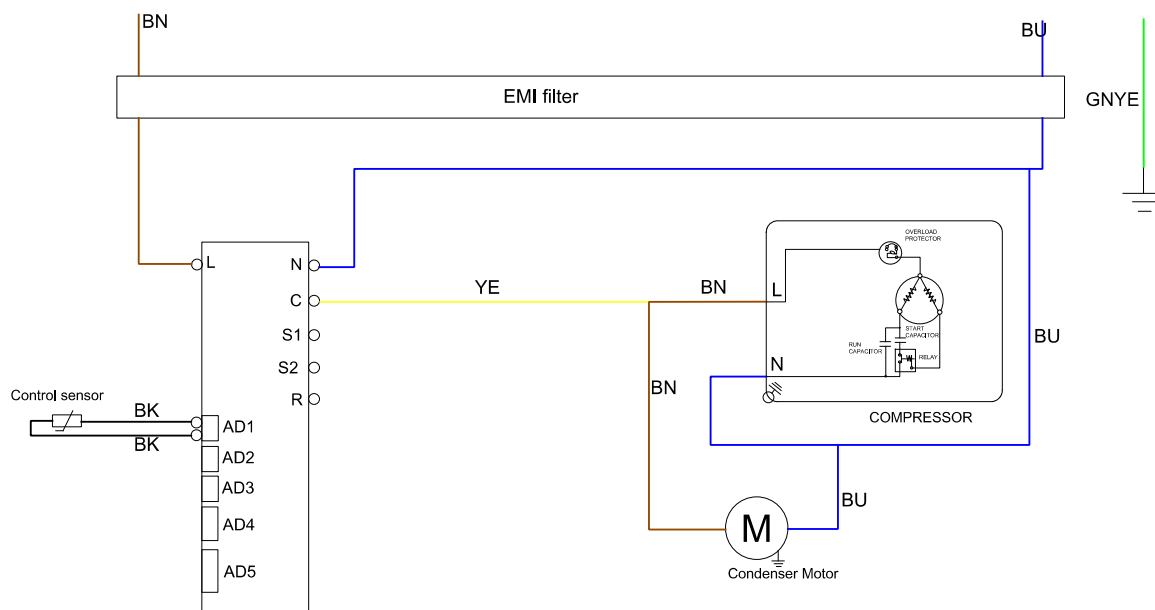 BN
BU
EMI filter
GNYE
OVERLOAD
PROTECTOR
L
N
C
YE
BN
L
START
CAPACITOR
RUN
CAPACITOR
RELAY
BU
S1
S2
R
N
BN
Control sensor
BK
BK
AD1
AD2
AD3
AD4
AD5
COMPRESSOR
BU
M
Condenser Motor